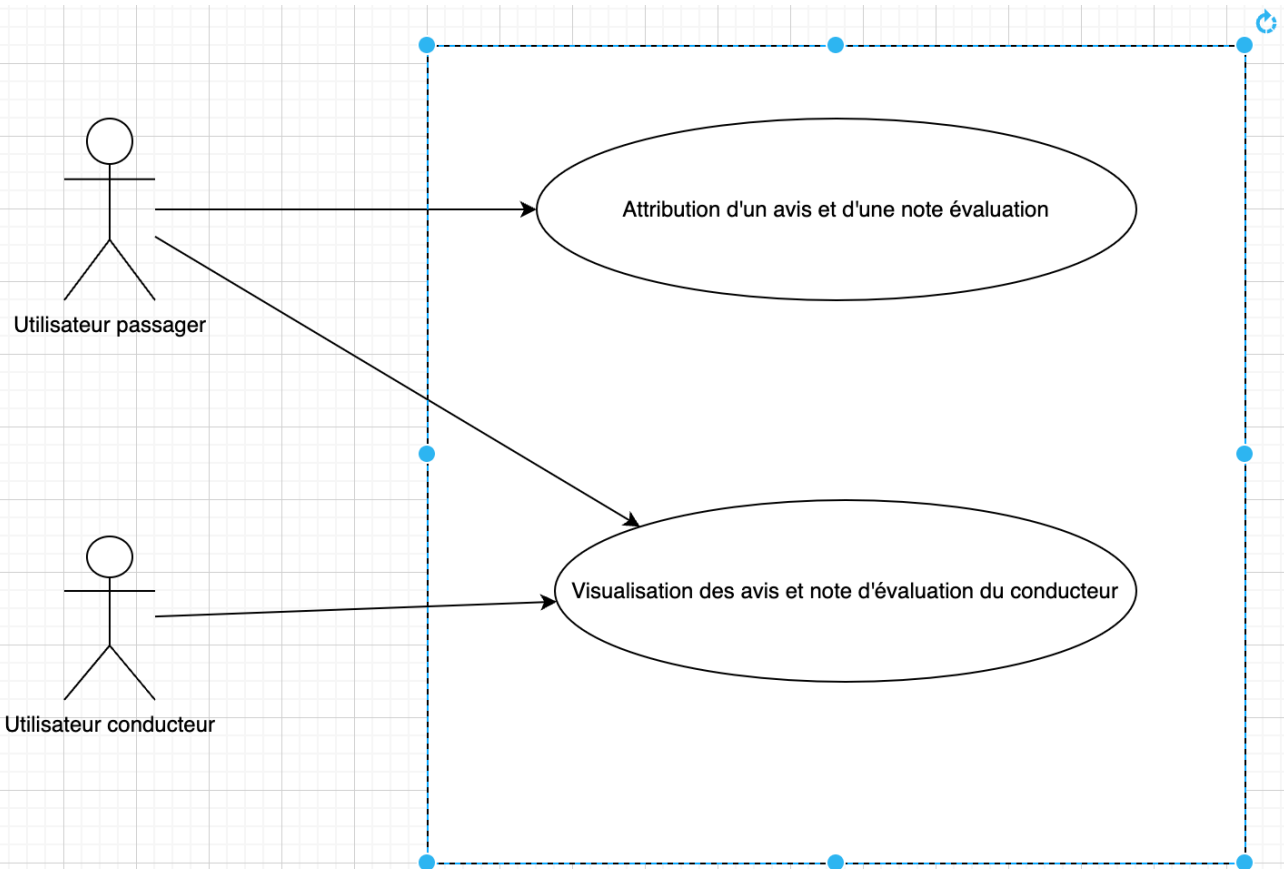 Attribution d'un avis et d'une note évaluation
Utilisateur passager
Visualisation des avis et note d'évaluation du conducteur
Utilisateur conducteur